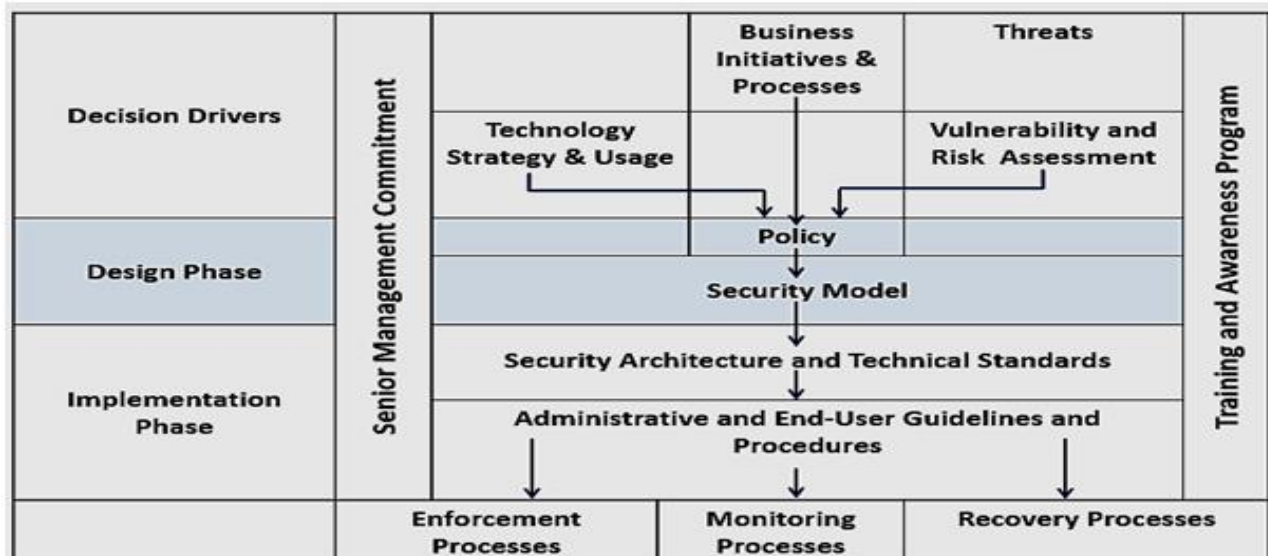 Decision Drivers
Senior Management Commitment
Business
Initiatives &
Processes
Threats
Technology
Strategy & Usage
Vulnerability and
Risk Assessment
Training and Awareness Program
Design Phase
Policy
Security Model
Implementation
Phase
Security Architecture and Technical Standards
Administrative and End-User Guidelines and
Procedures
Enforcement
Processes
Monitoring
Processes
Recovery Processes